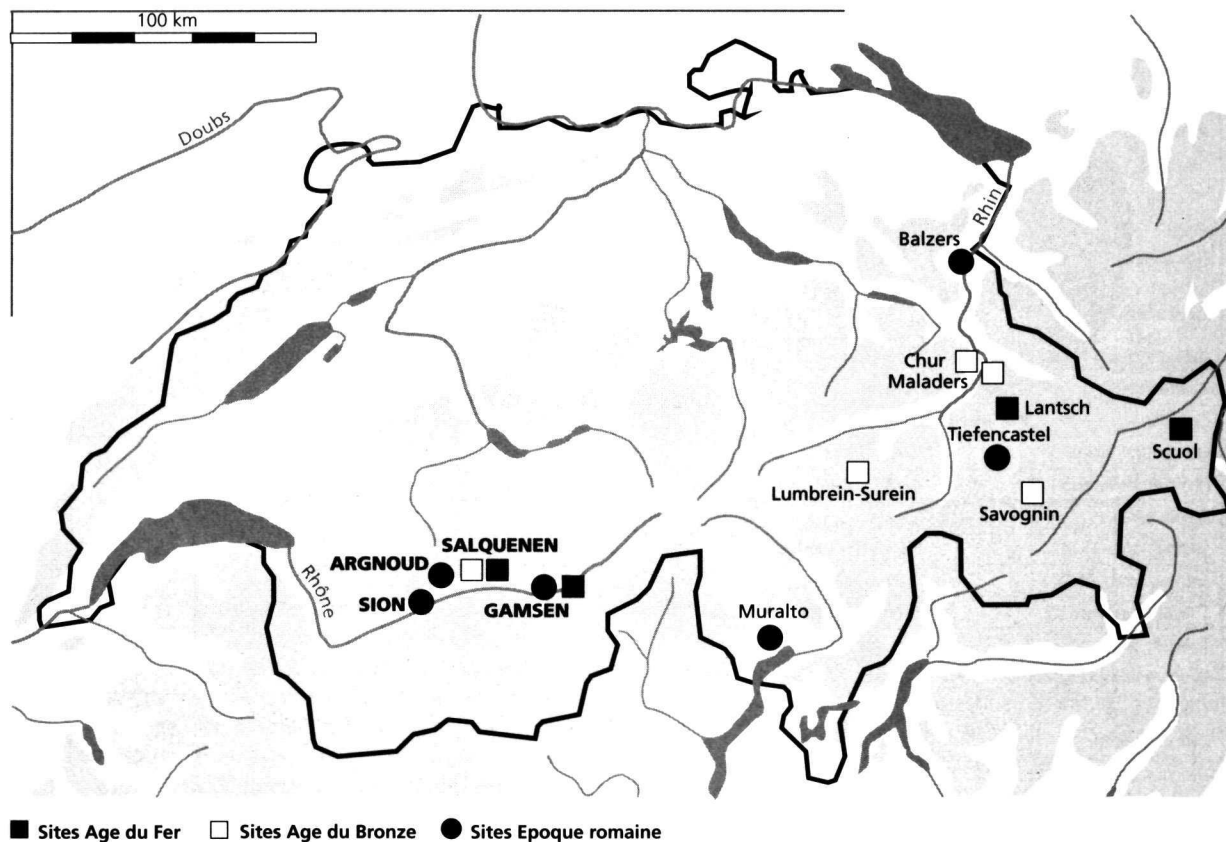 100 km
Doubs
Rhin
Balzers
Chur
Maladers
Lantsch
Tiefencastel
Scuol
Lumbrein-Surein
Savognin
SALQUENEN
ARGNOUD
Rhône
SION
GAMSEN
Muralto
Sites Age du Fer
Sites Age du Bronze
Sites Epoque romaine